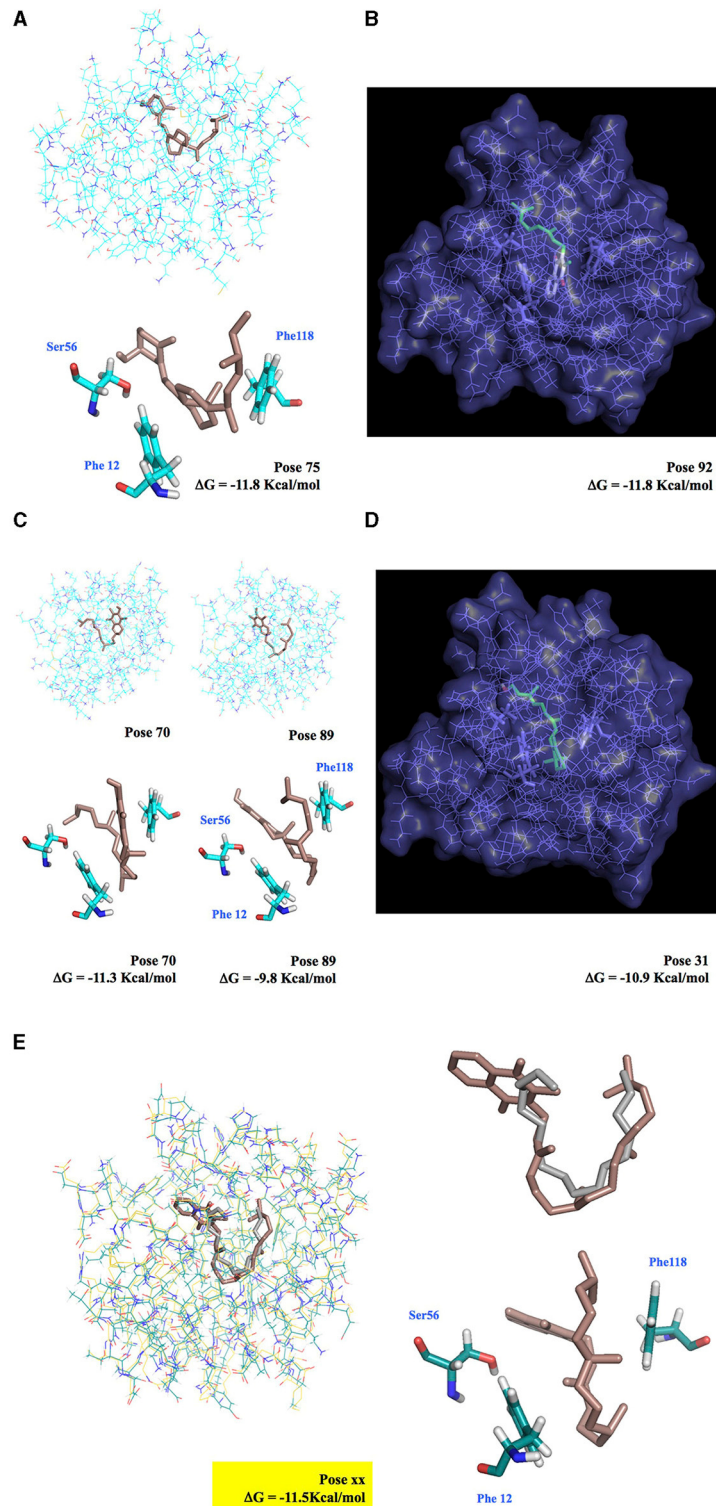 A
B
Ser56
Phe118
Phe 12
Pose 75
ΔG = -11.8 Kcal/mol
Pose 92
ΔG = -11.8 Kcal/mol
C
D
Pose 70
Pose 89
Phe118
Ser56
Phe 12
Pose 70
ΔG = -11.3 Kcal/mol
Pose 89
ΔG = -9.8 Kcal/mol
Pose 31
ΔG = -10.9 Kcal/mol
E
Phe118
Ser56
Phe 12
Pose xx
ΔG = -11.5Kcal/mol